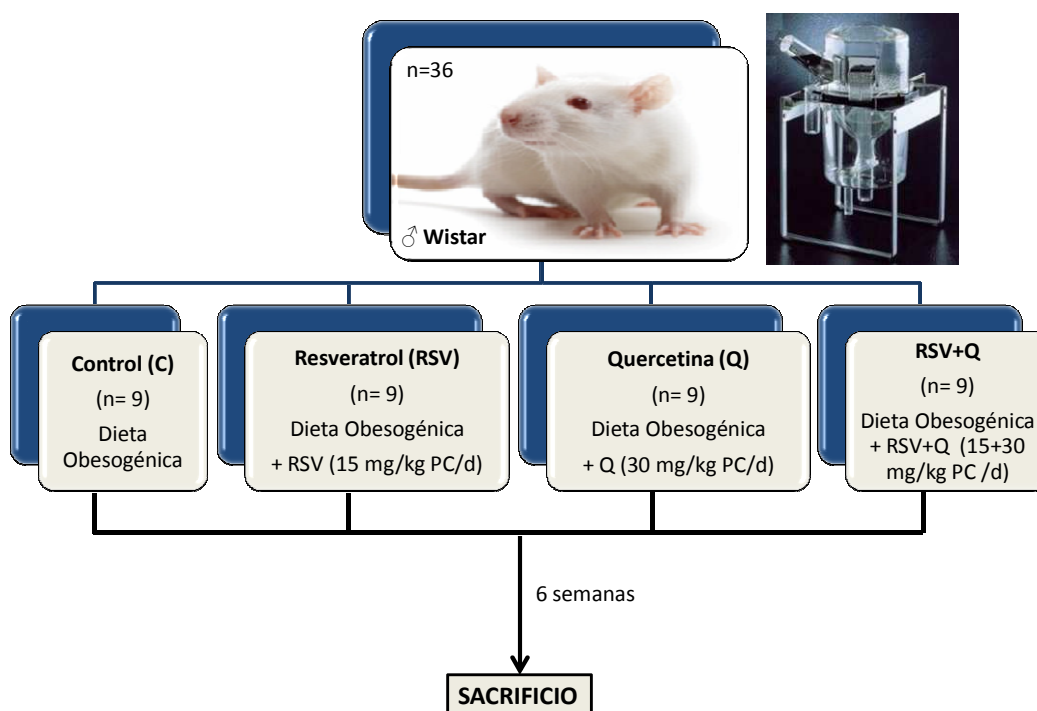 n=36
♂ Wistar
Control (C)
(n= 9)
Dieta
Obesogénica
Resveratrol (RSV)
(n= 9)
Dieta Obesogénica
+ RSV (15 mg/kg PC/d)
Quercetina (Q)
(n= 9)
Dieta Obesogénica
+ Q (30 mg/kg PC/d)
RSV+Q
(n= 9)
Dieta Obesogénica
+ RSV+Q (15+30
mg/kg PC /d)
6 semanas
SACRIFICIO